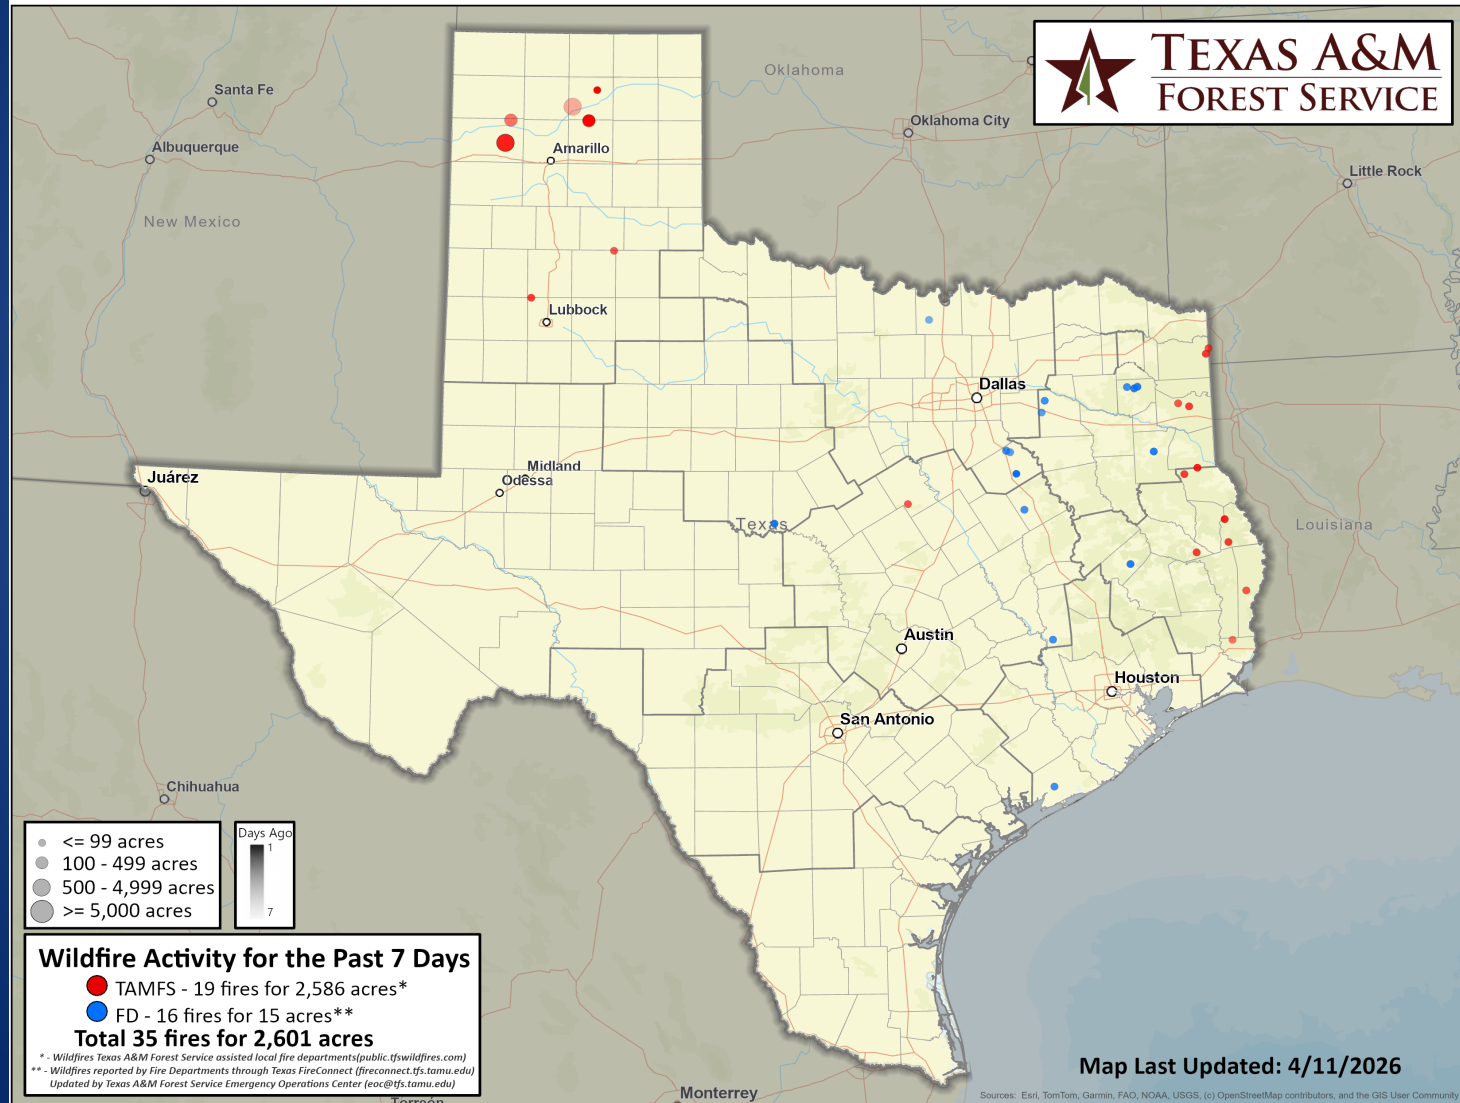 TEXAS A&M
FOREST SERVICE
Oklahoma
Santa Fe
Oklahoma City
Albuquerque
Amarillo
Little Rock
New Mexico
Lubbock
Dallas
Midland
Juárez
Odessa
Texas
Louisiana
Austin
Houston
San Antonio
Chihuahua
Days Ago
1
7
<= 99 acres
100 - 499 acres
500 - 4,999 acres
>= 5,000 acres
Wildfire Activity for the Past 7 Days
TAMFS - 19 fires for 2,586 acres*
FD - 16 fires for 15 acres**
Total 35 fires for 2,601 acres
* - Wildfires Texas A&M Forest Service assisted local fire departments(public.tfswildfires.com)
** - Wildfires reported by Fire Departments through Texas FireConnect (fireconnect.tfs.tamu.edu)
Updated by Texas A&M Forest Service Emergency Operations Center (eoc@tfs.tamu.edu)
Map Last Updated: 4/11/2026
Monterrey
Sources: Esri, TomTom, Garmin, FAO, NOAA, USGS, (c) OpenStreetMap contributors, and the GIS User Community
Torreón